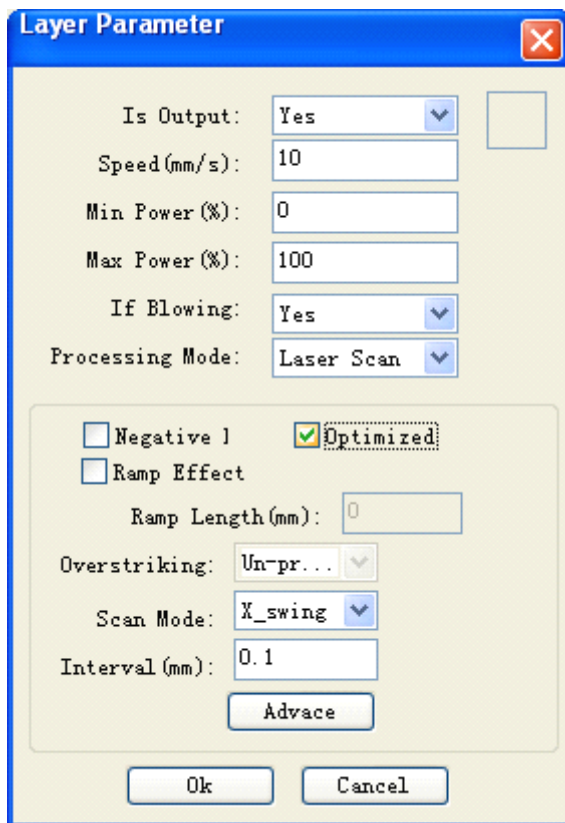 Layer Parameter
Is Output: Yes
Speed(mm/s): 10
Min Power(%): 0
Max Power(%): 100
If Blowing: Yes
Processing Mode: Laser Scan
Negative l Optimized
Ramp Effect
Ramp Length(mm): 0
Overstriking: Un-pr...
Scan Mode: X_swing
Interval(mm): 0.1
Advace
Ok Cancel